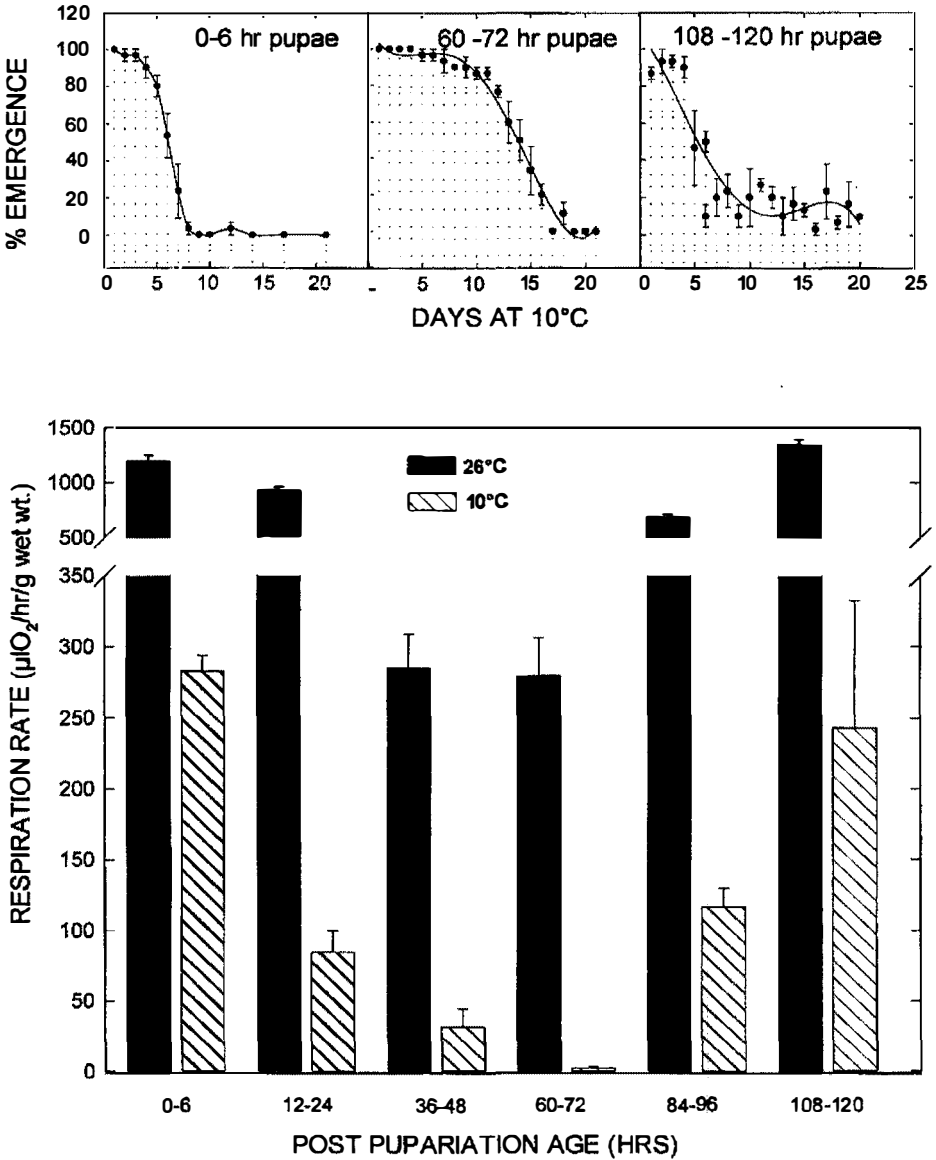 120
100
80
60
40
20
0
% EMERGENCE
0-6 hr pupae
60 -72 hr pupae
108 -120 hr pupae
0 5 10 15 20
- 5 10 15 20
0 5 10 15 20 25
DAYS AT 10°C
1500
1000
500
350
300
250
200
150
100
50
0
RESPIRATION RATE (µlO₂/hr/g wet wt.)
26°C
10°C
0-6 12-24 36-48 60-72 84-96 108-120
POST PUPARIATION AGE (HRS)